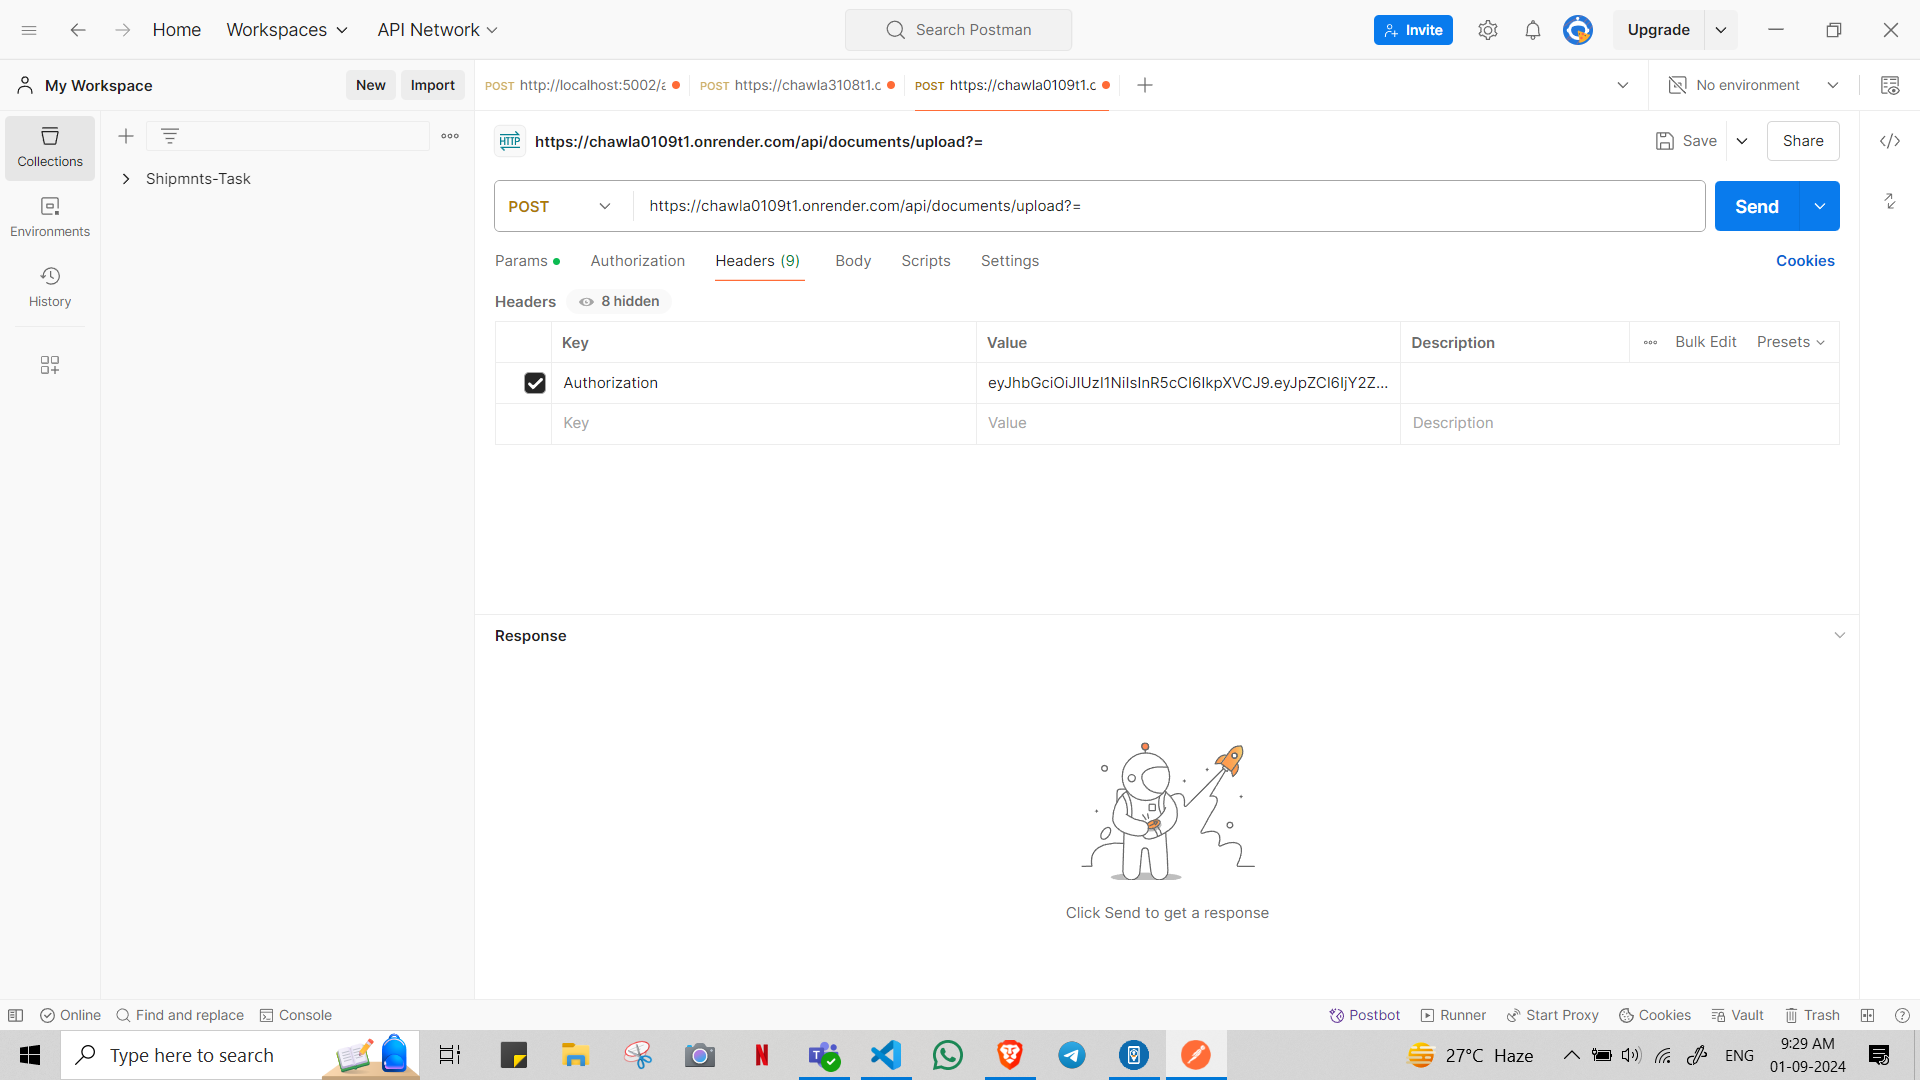 Home Workspaces API Network Search Postman Invite Upgrade
My Workspace New Import POST http://localhost:5002/a POST https://chawla3108t1.c POST https://chawla0109t1.c No environment
Collections
Environments
History
Shipmnts-Task
HTTP https://chawla0109t1.onrender.com/api/documents/upload?= Save Share
POST https://chawla0109t1.onrender.com/api/documents/upload?= Send
Params Authorization Headers (9) Body Scripts Settings Cookies
Headers 8 hidden
Key Value Description Bulk Edit Presets
Authorization eyJhbGciOiJIUzI1NiIsInR5cCI6IkpXVCJ9.eyJpZCI6IjY2Z...
Key Value Description
Response
Click Send to get a response
Online Find and replace Console Postbot Runner Start Proxy Cookies Vault Trash
Type here to search N 27°C Haze ENG 9:29 AM
01-09-2024